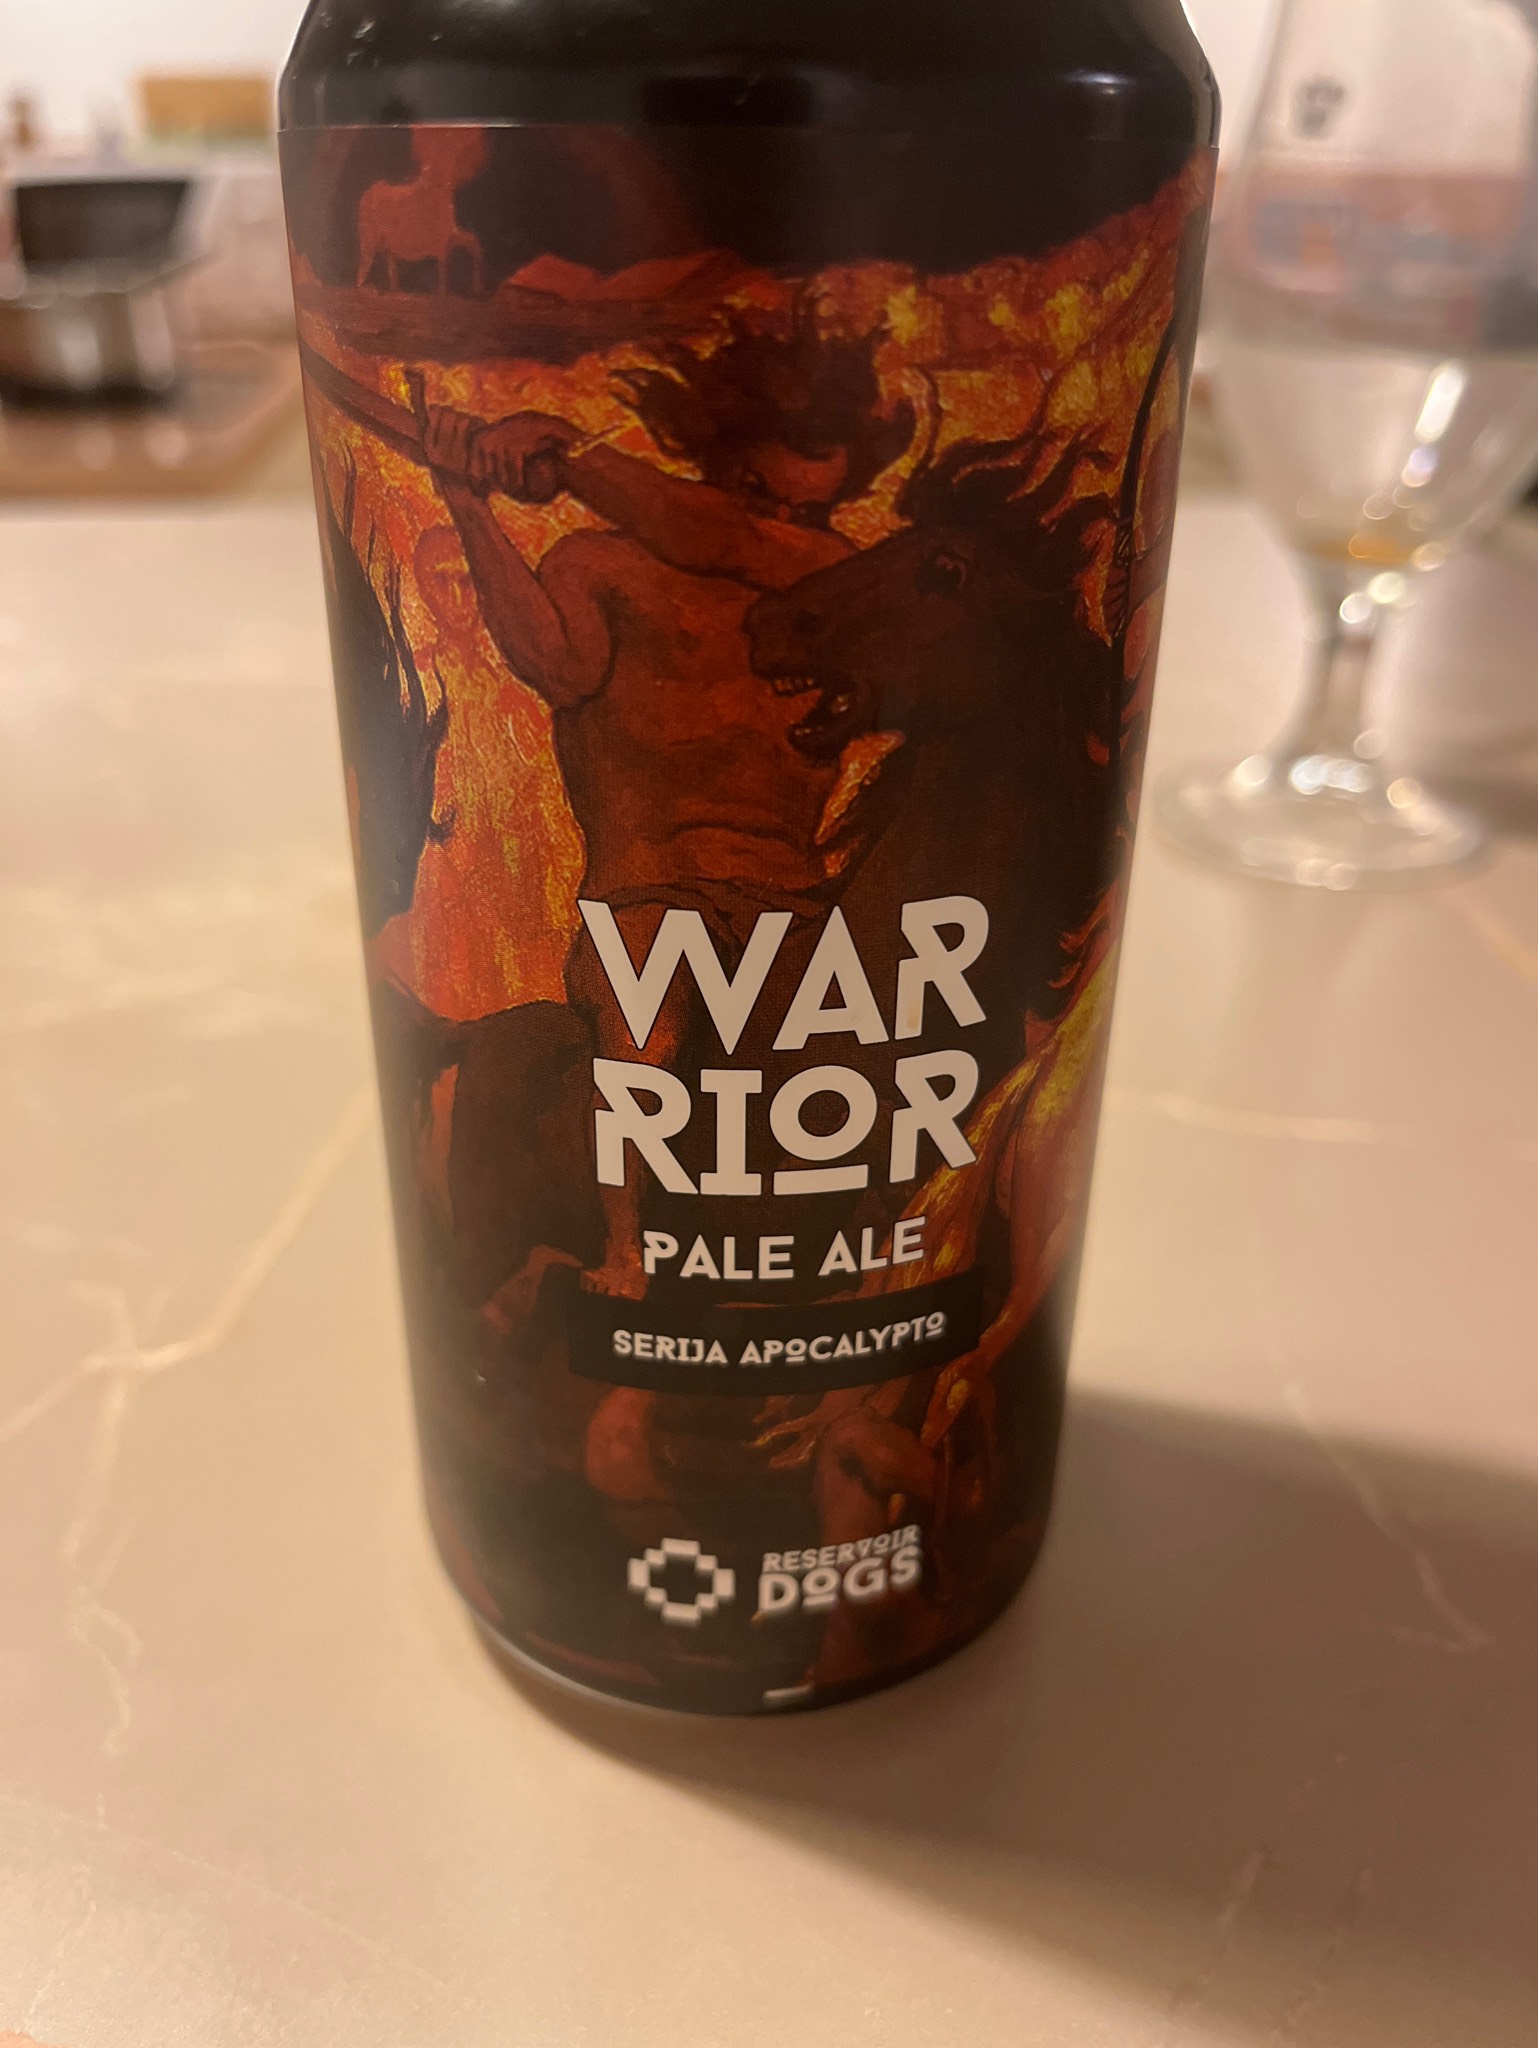 WAR
RIOR
PALE ALE
SERIJA APOCALYPTO
RESERVOIR
DOGS